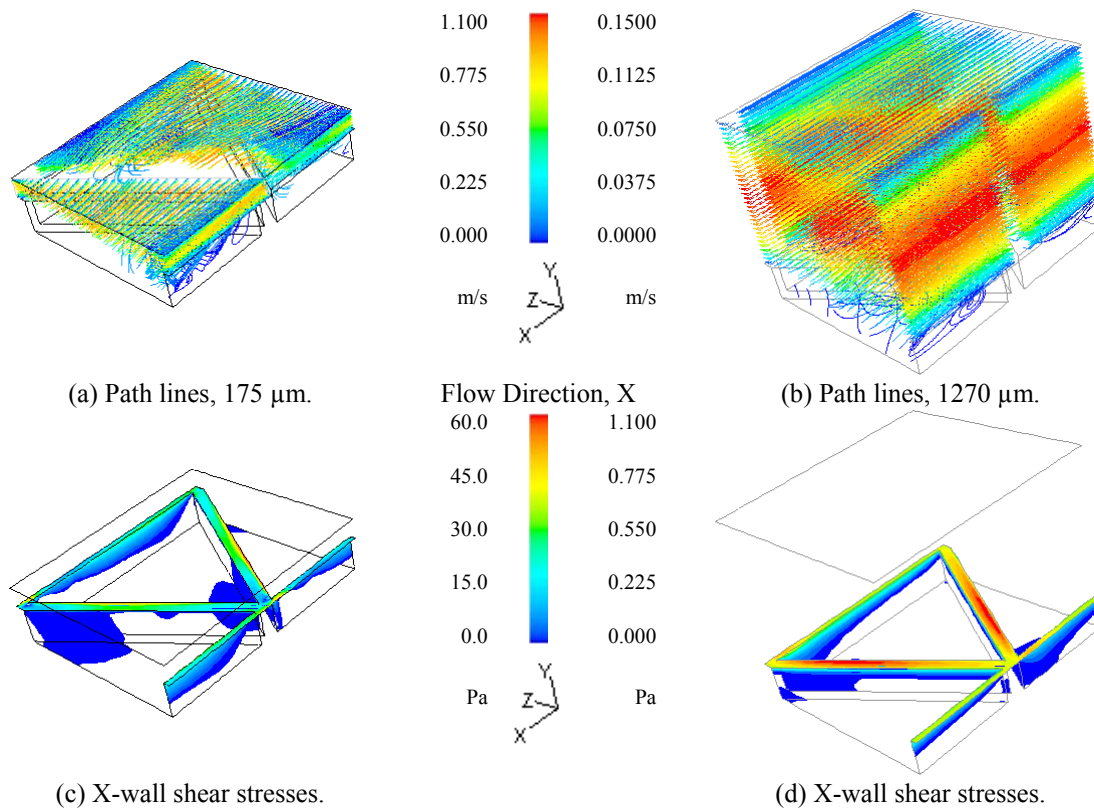 1.100 0.1500
0.775 0.1125
0.550 0.0750
0.225 0.0375
0.000 0.0000
m/s m/s
Y
Z
X
(a) Path lines, 175 µm. Flow Direction, X (b) Path lines, 1270 µm.
60.0 1.100
45.0 0.775
30.0 0.550
15.0 0.225
0.0 0.000
Pa Pa
Y
Z
X
(c) X-wall shear stresses. (d) X-wall shear stresses.